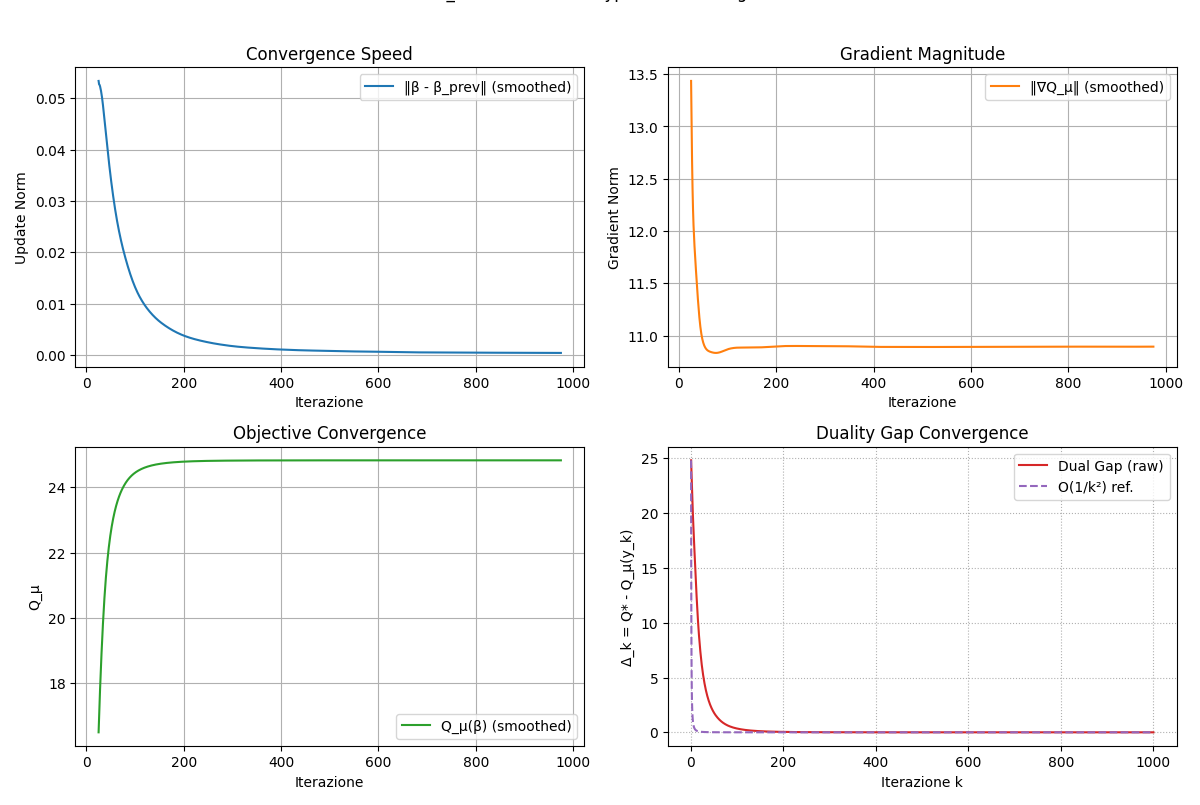 Convergence Speed
‖β - β_prev‖ (smoothed)
0.05
0.04
0.03
0.02
0.01
0.00
Update Norm
0 200 400 600 800 1000
Iterazione
Gradient Magnitude
‖∇Q_μ‖ (smoothed)
13.5
13.0
12.5
12.0
11.5
11.0
Gradient Norm
0 200 400 600 800 1000
Iterazione
Objective Convergence
24
22
20
18
Q_μ
Q_μ(β) (smoothed)
0 200 400 600 800 1000
Iterazione
Duality Gap Convergence
Dual Gap (raw)
O(1/k²) ref.
25
20
15
10
5
0
Δ_k = Q* - Q_μ(y_k)
0 200 400 600 800 1000
Iterazione k